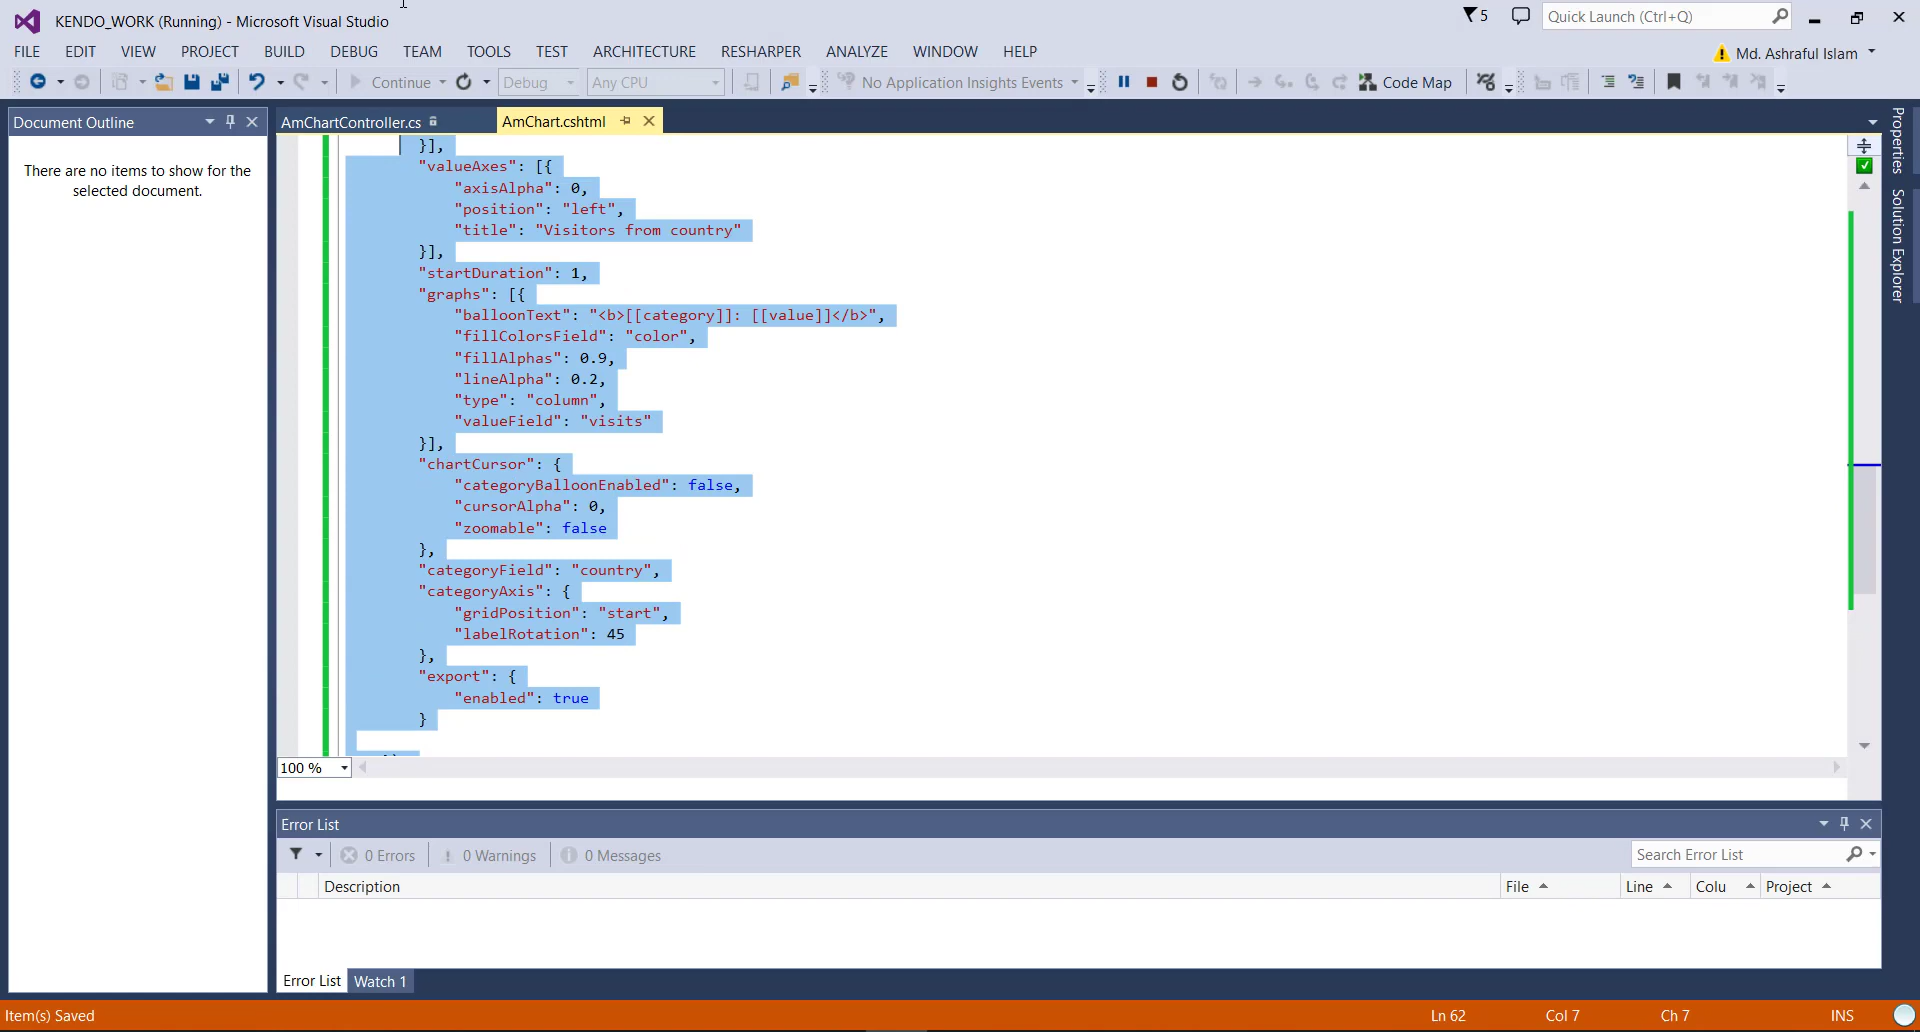 KENDO_WORK (Running) - Microsoft Visual Studio
5
Quick Launch (Ctrl+Q)
FILE EDIT VIEW PROJECT BUILD DEBUG TEAM TOOLS TEST ARCHITECTURE RESHARPER ANALYZE WINDOW HELP
Md. Ashraful Islam
Continue Debug Any CPU No Application Insights Events Code Map
Document Outline
There are no items to show for the
selected document.
AmChartController.cs AmChart.cshtml
}],
"valueAxes": [{
"axisAlpha": 0,
"position": "left",
"title": "Visitors from country"
}],
"startDuration": 1,
"graphs": [{
"balloonText": "<b>[[category]]: [[value]]</b>",
"fillColorsField": "color",
"fillAlphas": 0.9,
"lineAlpha": 0.2,
"type": "column",
"valueField": "visits"
}],
"chartCursor": {
"categoryBalloonEnabled": false,
"cursorAlpha": 0,
"zoomable": false
},
"categoryField": "country",
"categoryAxis": {
"gridPosition": "start",
"labelRotation": 45
},
"export": {
"enabled": true
}
100 %
Properties
Solution Explorer
Error List
0 Errors 0 Warnings 0 Messages
Search Error List
Description File Line Colu Project
Error List Watch 1
Item(s) Saved Ln 62 Col 7 Ch 7 INS